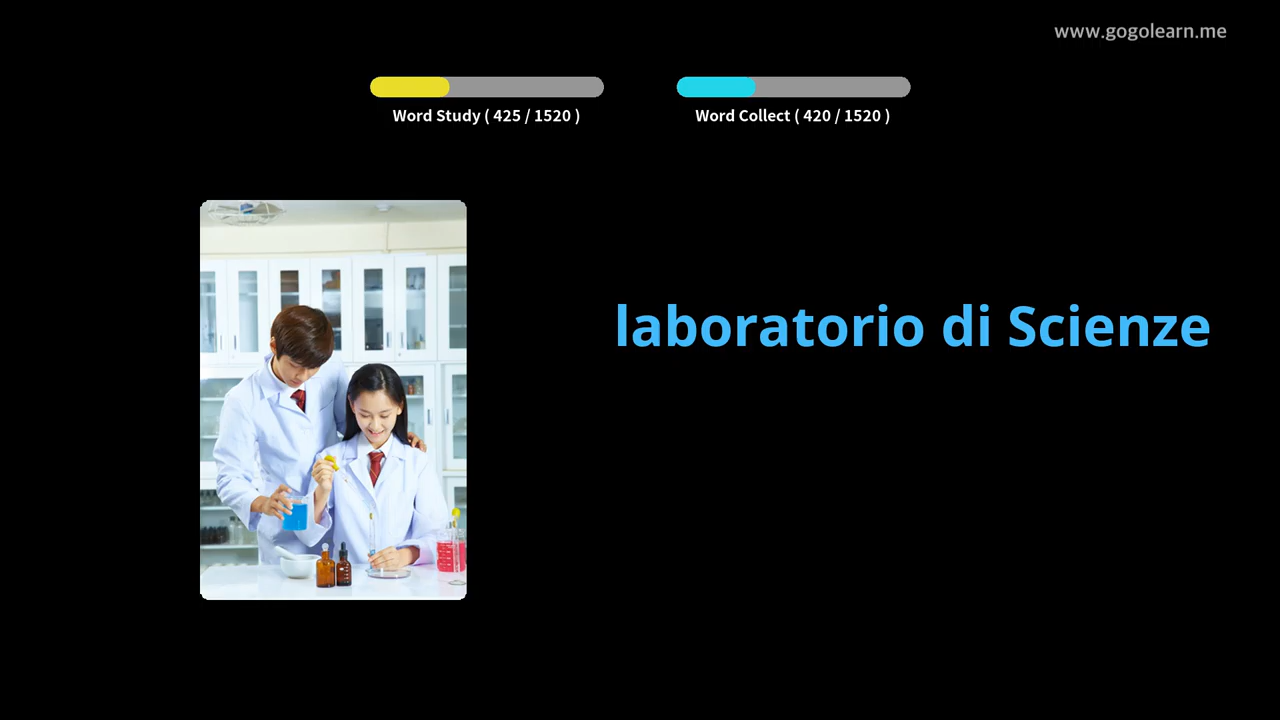 www.gogolearn.me
Word Study ( 425 / 1520 )
Word Collect ( 420 / 1520 )
laboratorio di Scienze